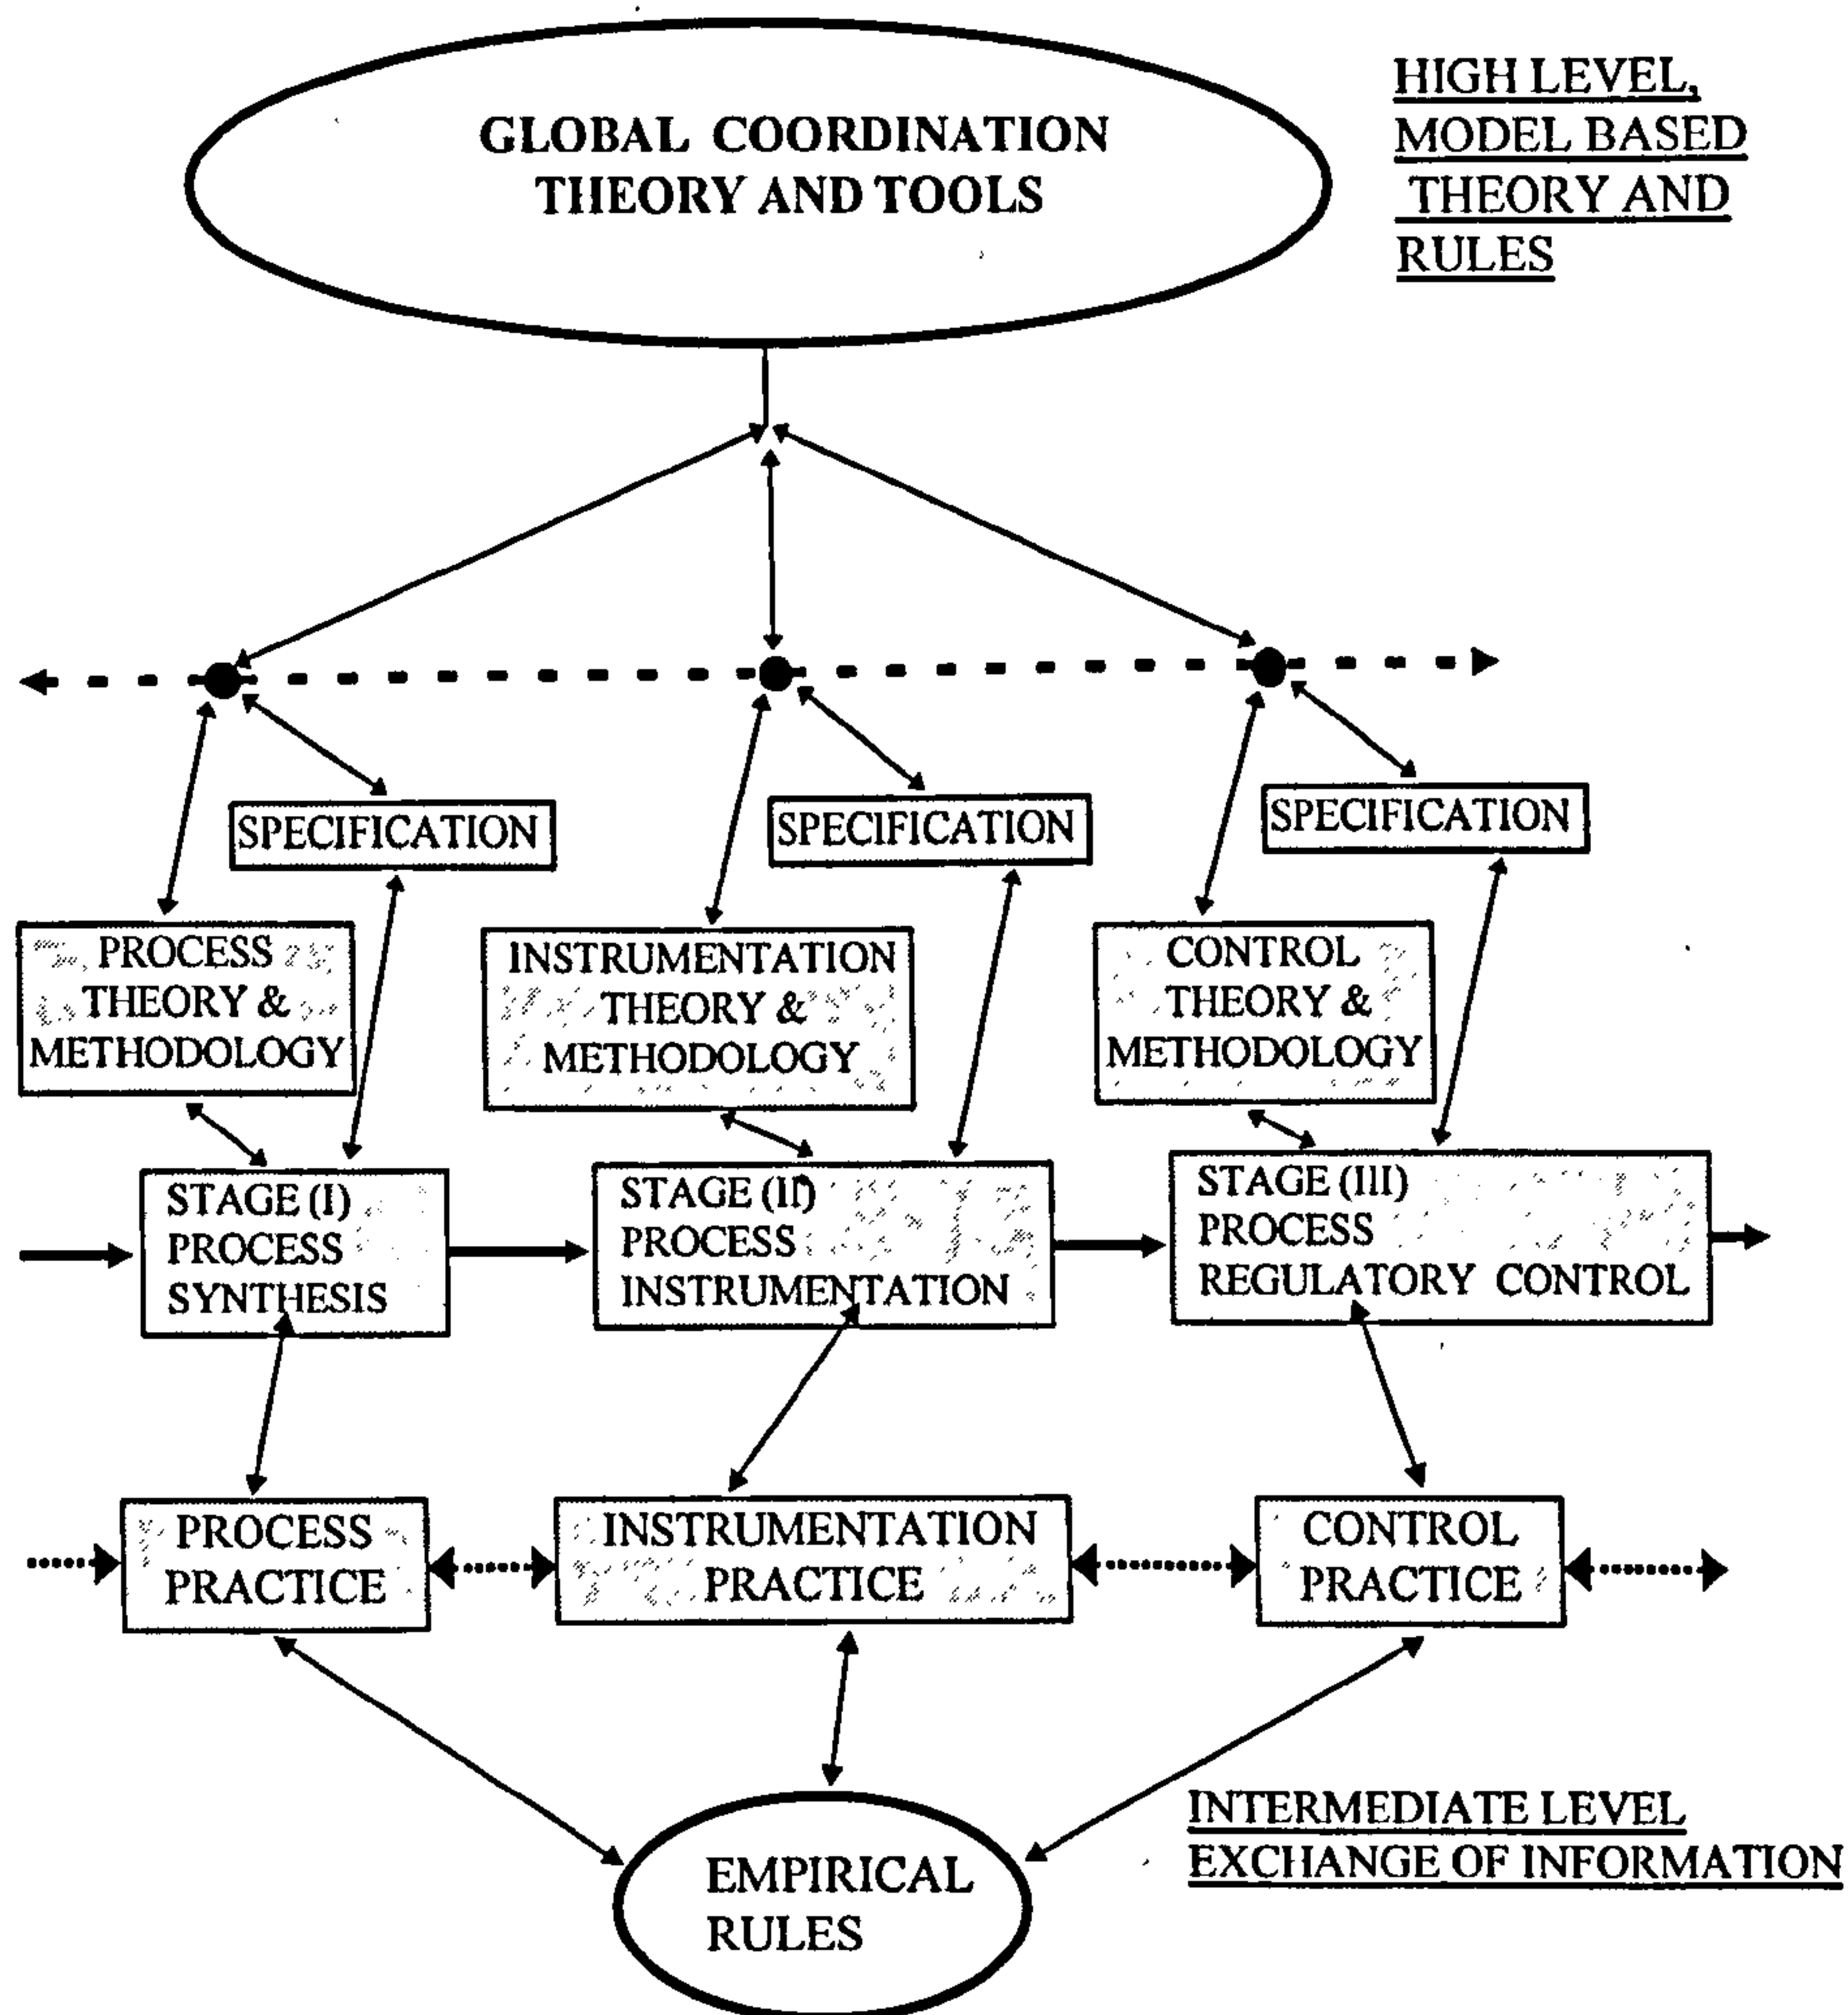 GLOBAL COORDINATION
THEORY AND TOOLS
HIGH LEVEL,
MODEL BASED
THEORY AND
RULES
SPECIFICATION
SPECIFICATION
SPECIFICATION
PROCESS
THEORY &
METHODOLOGY
INSTRUMENTATION
THEORY &
METHODOLOGY
CONTROL
THEORY &
METHODOLOGY
STAGE (I)
PROCESS
SYNTHESIS
STAGE (II)
PROCESS
INSTRUMENTATION
STAGE (III)
PROCESS
REGULATORY CONTROL
PROCESS
PRACTICE
INSTRUMENTATION
PRACTICE
CONTROL
PRACTICE
EMPIRICAL
RULES
INTERMEDIATE LEVEL
EXCHANGE OF INFORMATION